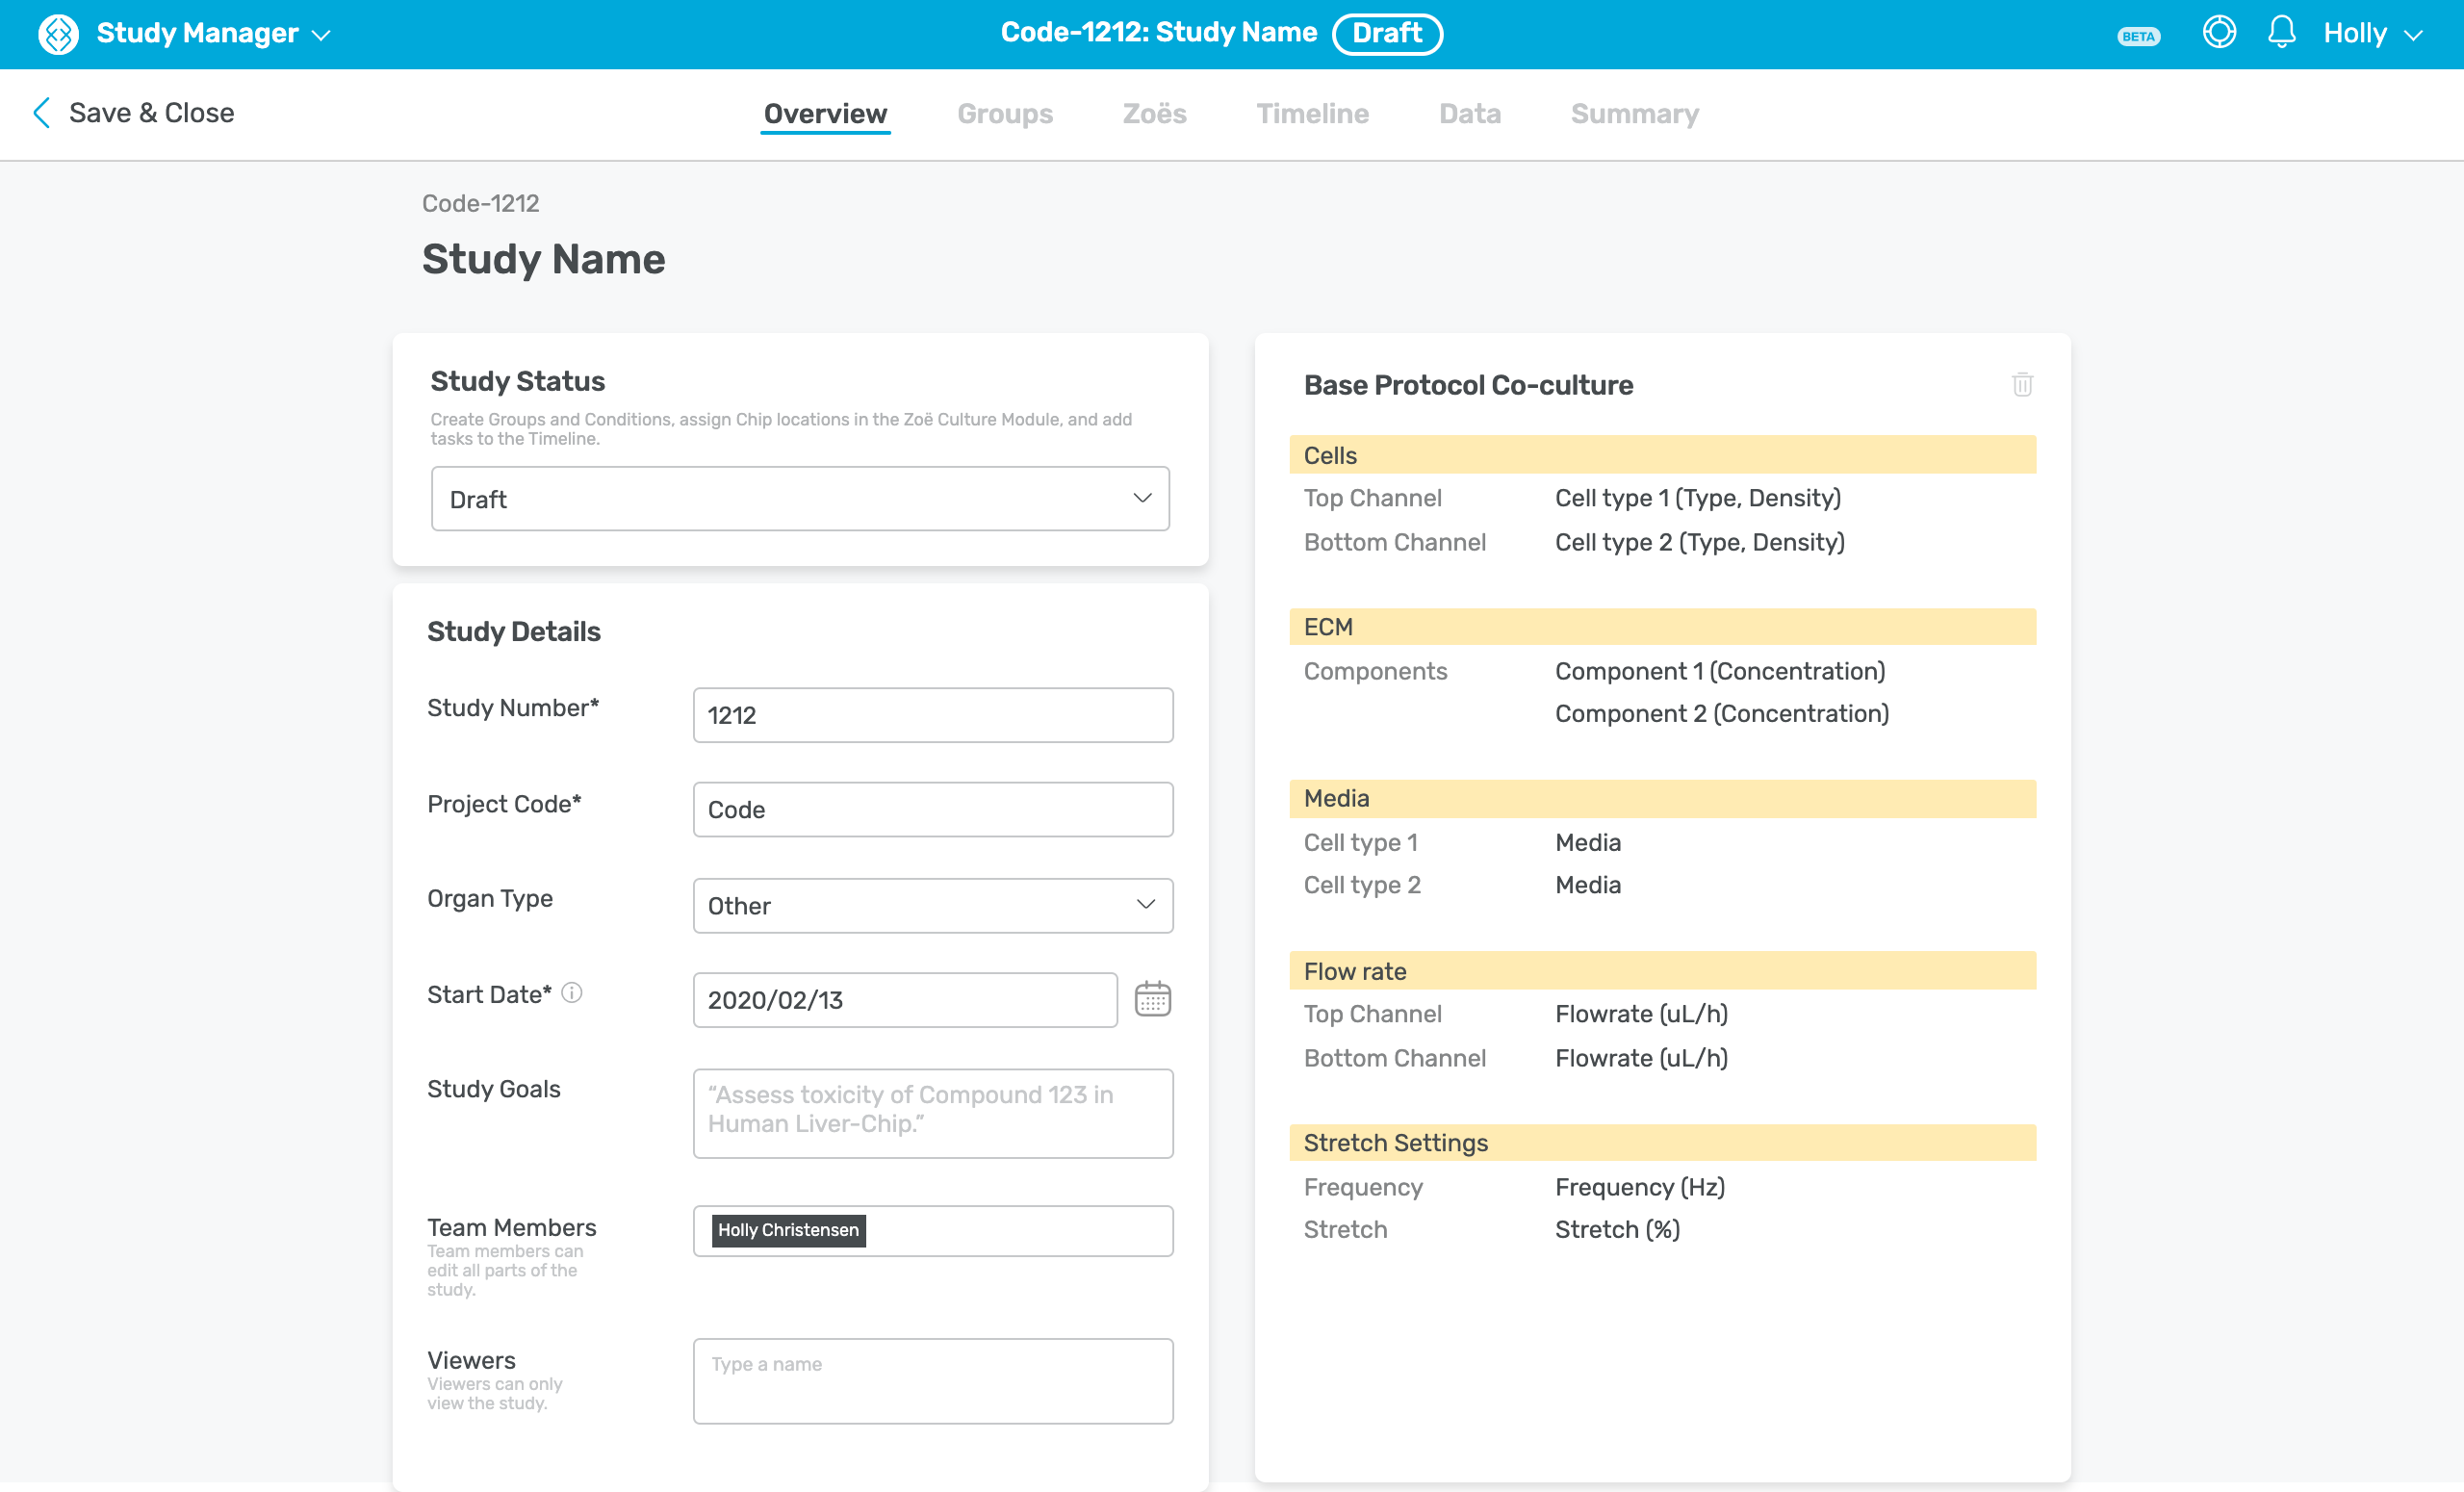 Study Manager
Code-1212: Study Name Draft
BETA
Holly
Save & Close
Overview Groups Zoës Timeline Data Summary
Code-1212
Study Name
Study Status
Create Groups and Conditions, assign Chip locations in the Zoë Culture Module, and add
tasks to the Timeline.
Draft
Study Details
Study Number* 1212
Project Code* Code
Organ Type Other
Start Date* 2020/02/13
Study Goals
“Assess toxicity of Compound 123 in
Human Liver-Chip.”
Team Members
Team members can
edit all parts of the
study.
Holly Christensen
Viewers
Viewers can only
view the study.
Type a name
Base Protocol Co-culture
Cells
Top Channel Cell type 1 (Type, Density)
Bottom Channel Cell type 2 (Type, Density)
ECM
Components Component 1 (Concentration)
Component 2 (Concentration)
Media
Cell type 1 Media
Cell type 2 Media
Flow rate
Top Channel Flowrate (uL/h)
Bottom Channel Flowrate (uL/h)
Stretch Settings
Frequency Frequency (Hz)
Stretch Stretch (%)